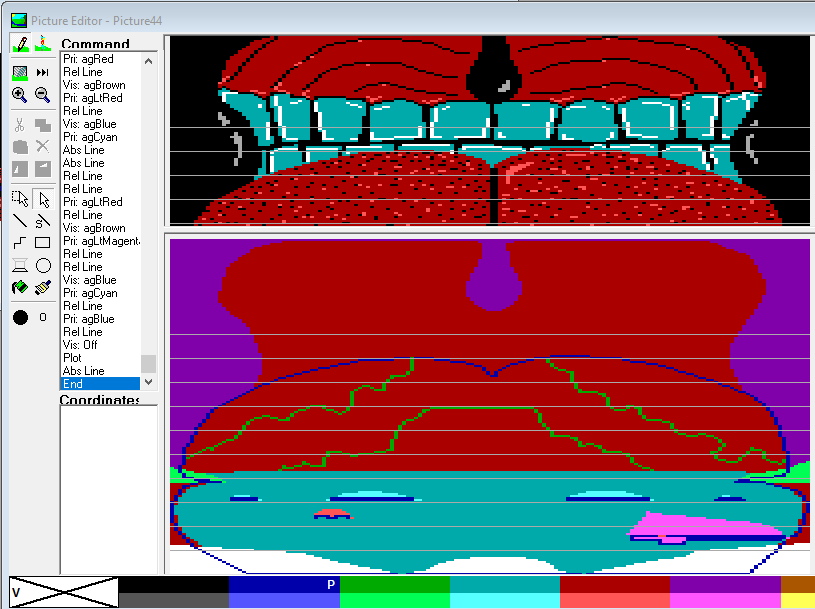 Picture Editor - Picture44
Command
Pri: agRed
Rel Line
Vis: agBrown
Pri: agLtRed
Rel Line
Vis: agBlue
Pri: agCyan
Abs Line
Abs Line
Rel Line
Rel Line
Pri: agLtRed
Rel Line
Vis: agBrown
Pri: agLtMagent
Rel Line
Rel Line
Vis: agBlue
Pri: agCyan
Rel Line
Pri: agBlue
Rel Line
Vis: Off
Plot
Abs Line
End
Coordinates
0
V
P